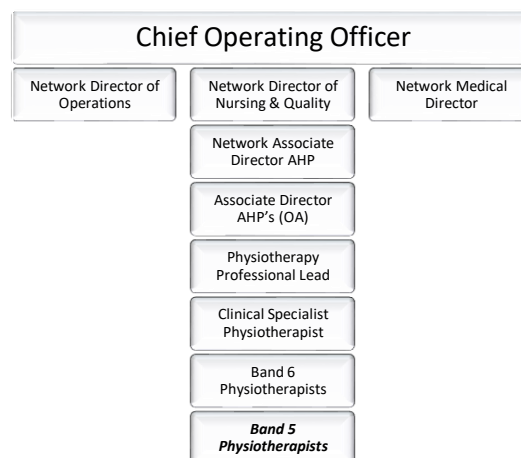 Chief Operating Officer
Network Director of
Operations
Network Director of
Nursing & Quality
Network Medical
Director
Network Associate
Director AHP
Associate Director
AHP's (OA)
Physiotherapy
Professional Lead
Clinical Specialist
Physiotherapist
Band 6
Physiotherapists
Band 5
Physiotherapists